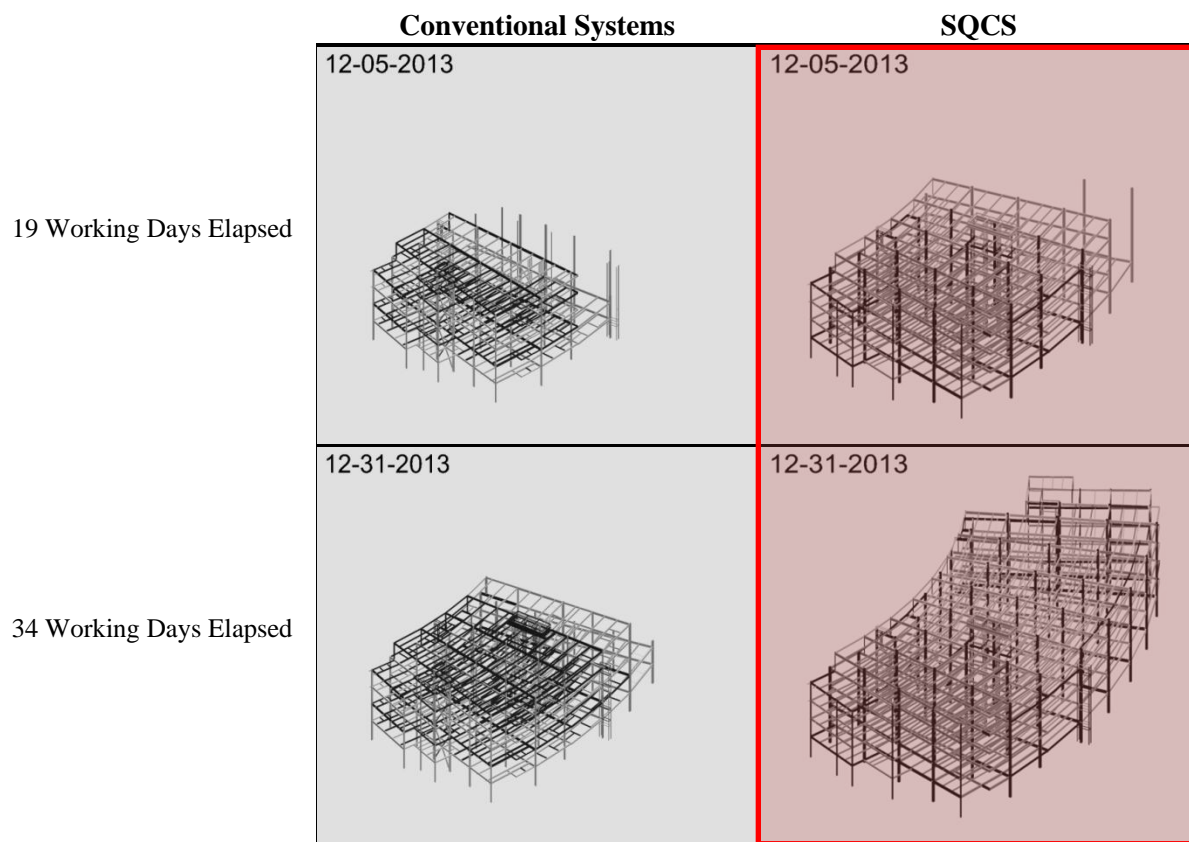 Conventional Systems
SQCS
12-05-2013
12-05-2013
19 Working Days Elapsed
12-31-2013
12-31-2013
34 Working Days Elapsed